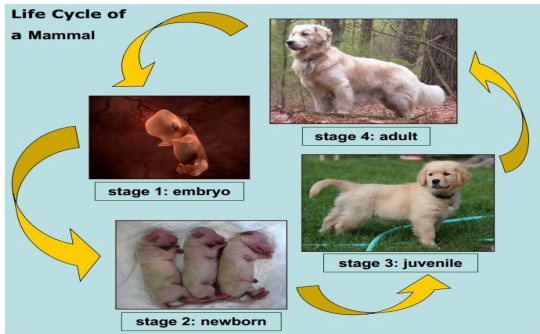 Life Cycle of
a Mammal
stage 1: embryo
stage 2: newborn
stage 3: juvenile
stage 4: adult